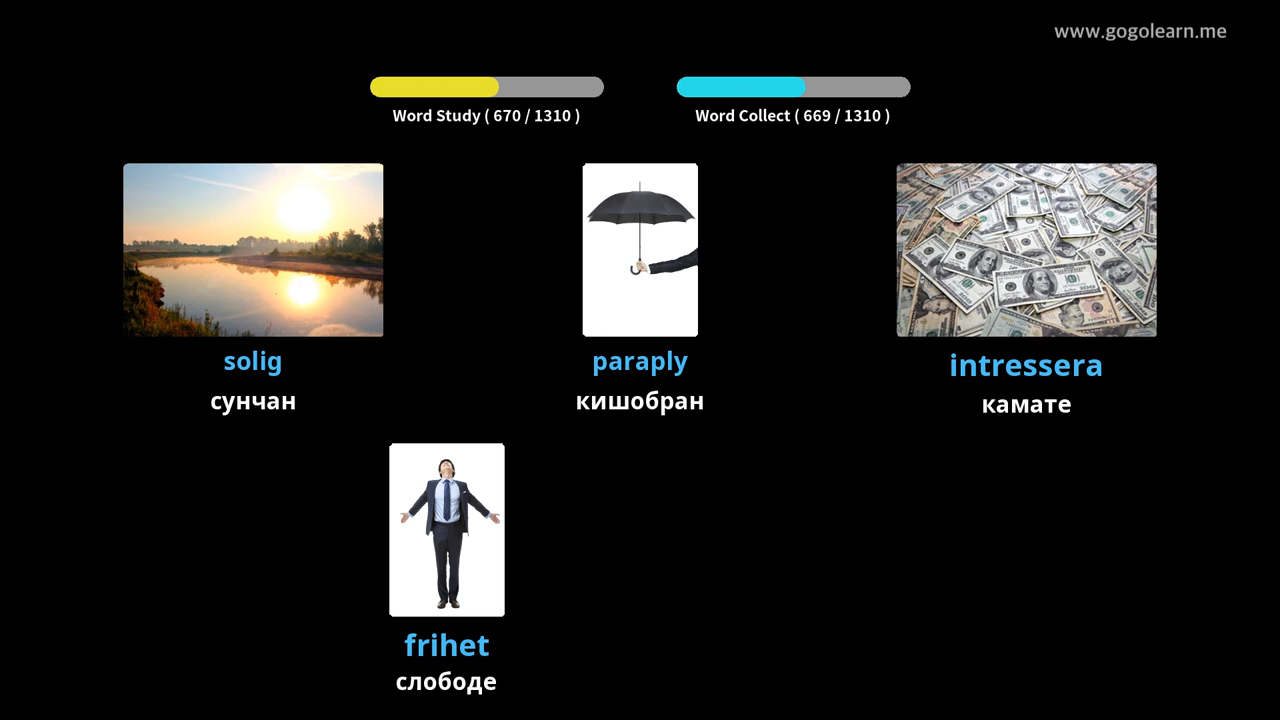 www.gogolearn.me
Word Study ( 670 / 1310 )
Word Collect ( 669 / 1310 )
solig
paraply
intressera
сунчан
кишобран
камате
frihet
слободе